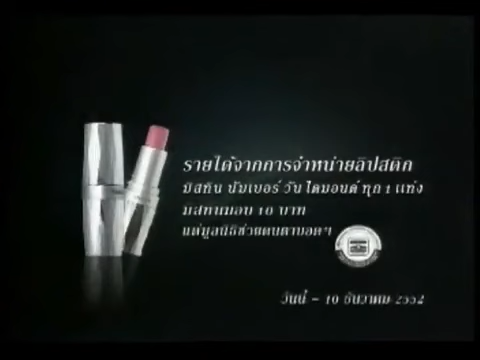 รายได้จากการจำหน่ายลิปสติก
มิสทิน นัมเบอร์ วัน ไดมอนด์ ทุก 1 แท่ง
มิสทินมอบ 10 บาท
แก่มูลนิธิช่วยคนตาบอดฯ
วันนี้ - 10 ธันวาคม 2552